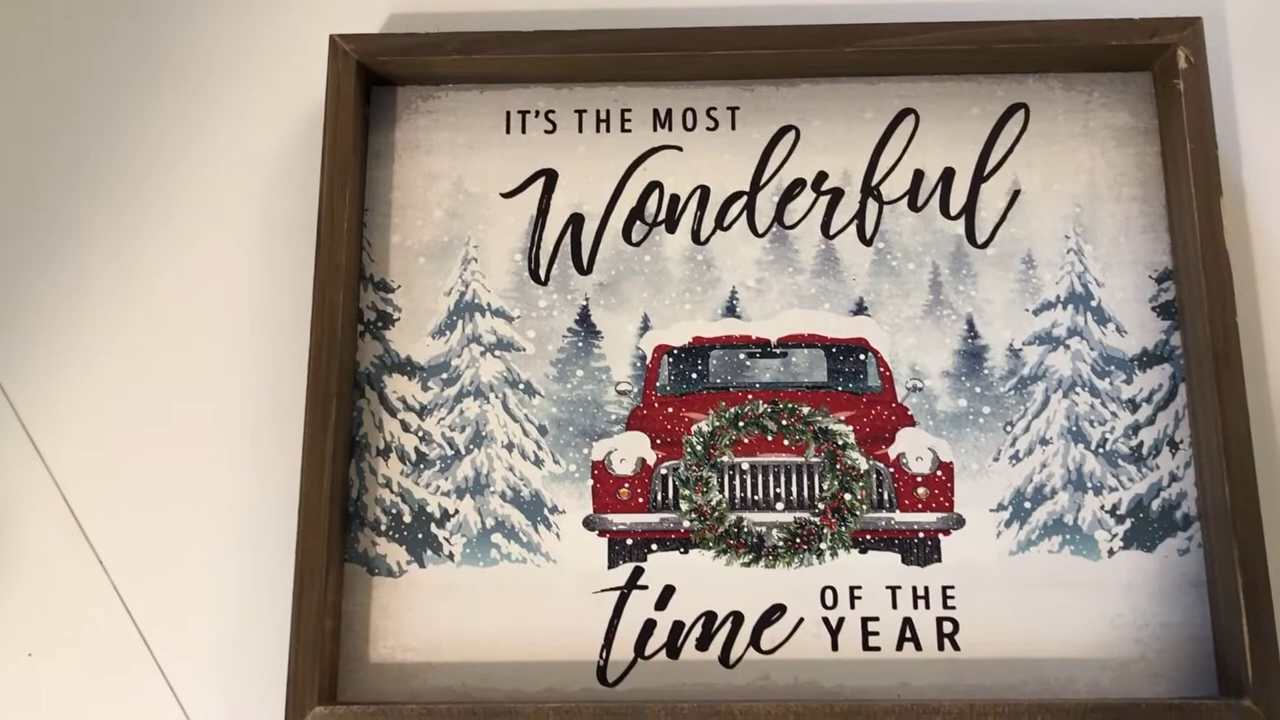 IT'S THE MOST
Wonderful
time
OF THE
YEAR